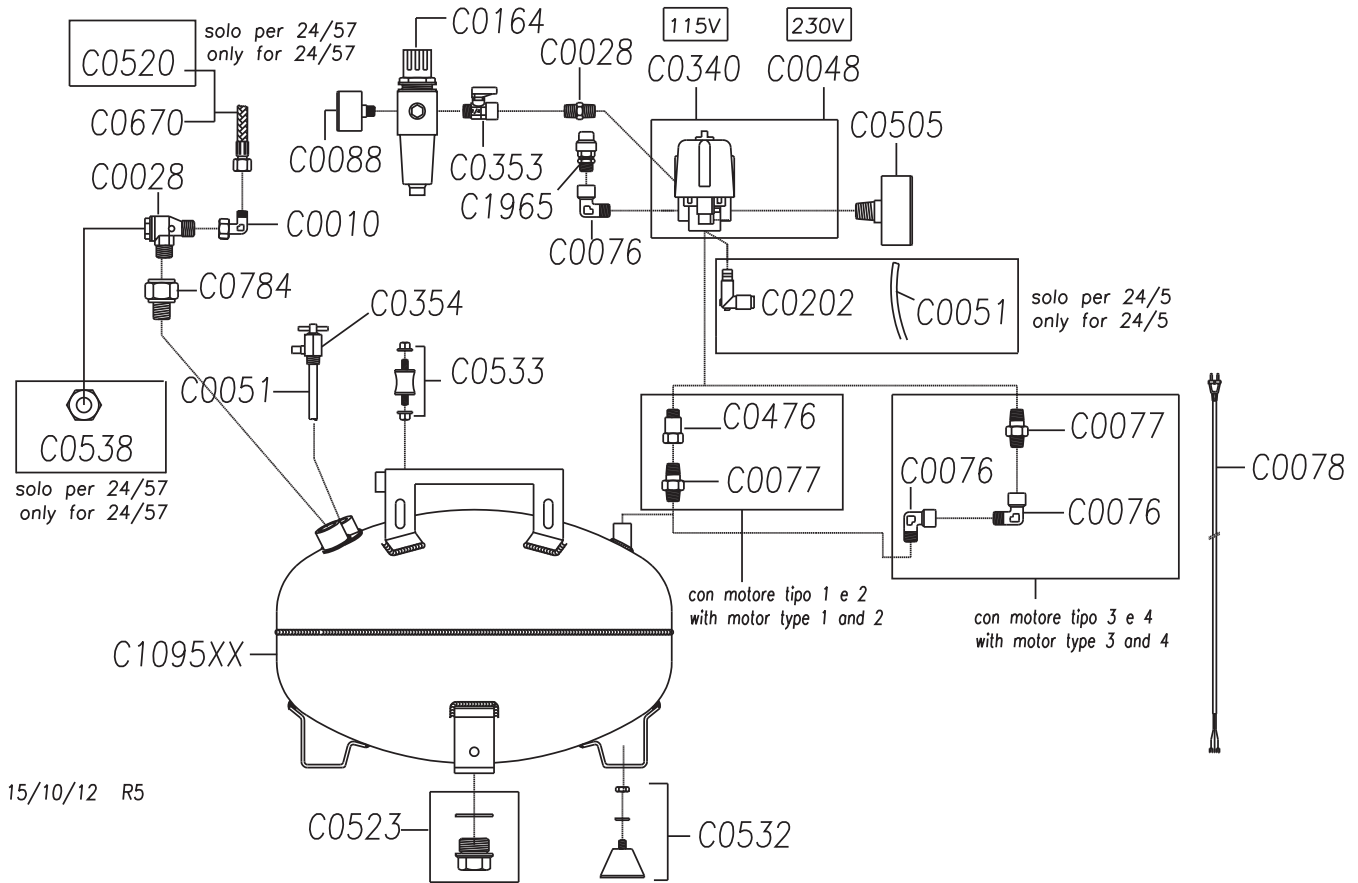 115V
230V
C0164
solo per 24/57
only for 24/57
C0520
C0028
C0340
C0048
C0670
C0505
C0088
C0353
C0028
C1965
C0010
C0076
C0784
C0354
C0202
C0051
solo per 24/5
only for 24/5
C0051
C0533
C0476
C0077
C0538
C0077
C0076
C0076
C0078
solo per 24/57
only for 24/57
con motore tipo 1 e 2
with motor type 1 and 2
con motore tipo 3 e 4
with motor type 3 and 4
C1095XX
15/10/12 R5
C0523
C0532